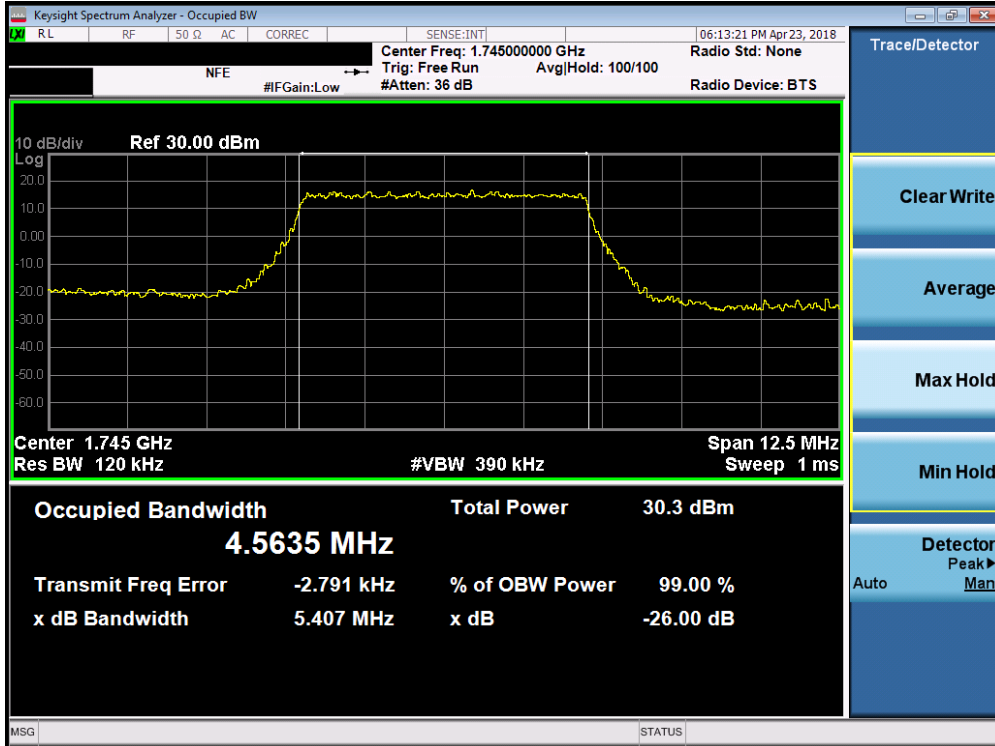 Keysight Spectrum Analyzer - Occupied BW
LXI RL RF 50 Ω AC CORREC SENSE:INT 06:13:21 PM Apr 23, 2018
Center Freq: 1.745000000 GHz Radio Std: None
NFE Trig: Free Run Avg|Hold: 100/100
#IFGain:Low #Atten: 36 dB Radio Device: BTS
10 dB/div Ref 30.00 dBm
Log
20.0
10.0
0.00
-10.0
-20.0
-30.0
-40.0
-50.0
-60.0
Center 1.745 GHz Span 12.5 MHz
Res BW 120 kHz #VBW 390 kHz Sweep 1 ms
Occupied Bandwidth Total Power 30.3 dBm
4.5635 MHz
Transmit Freq Error -2.791 kHz % of OBW Power 99.00 %
x dB Bandwidth 5.407 MHz x dB -26.00 dB
MSG STATUS
Trace/Detector
Clear Write
Average
Max Hold
Min Hold
Detector
Peak▶
Auto Man